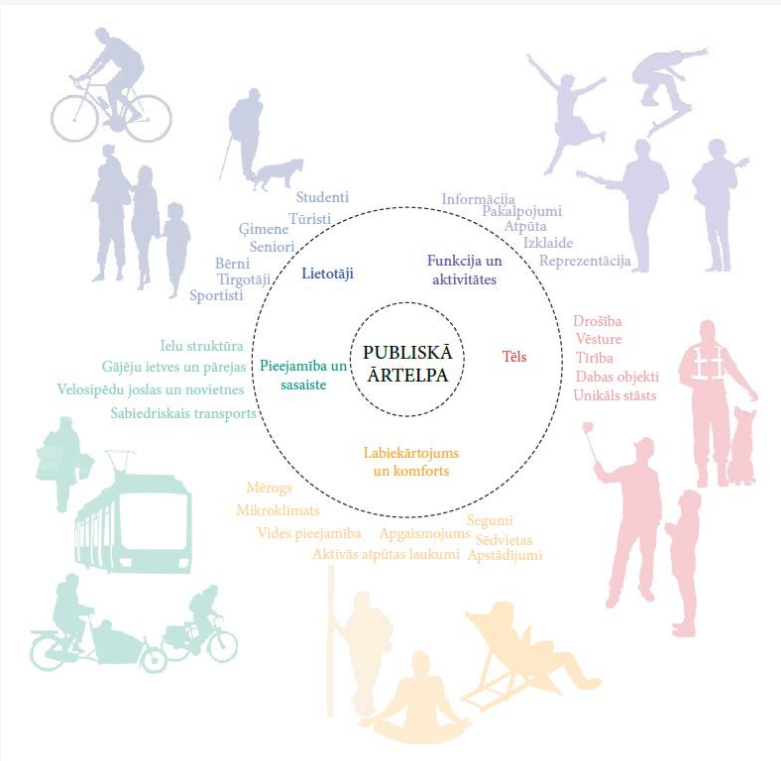 Studenti
Tūristi
Ģimene
Seniori
Bērni
Tirgotāji
Sportisti
Lietotāji
Informācija
Pakalpojumi
Atpūta
Izklaide
Reprezentācija
Funkcija un
aktivitātes
PUBLISKĀ
ĀRTELPA
Tēls
Drošība
Vēsture
Tīrība
Dabas objekti
Unikāls stāsts
Ielu struktūra
Gājēju ietves un pārejas
Velosipēdu joslas un novietnes
Sabiedriskais transports
Pieejamība un
sasaiste
Labiekārtojums
un komforts
Mērogs
Mikroklimats
Vides pieejamība
Aktīvās atpūtas laukumi
Apgaismojums
Segumi
Sēdvietas
Apstādījumi